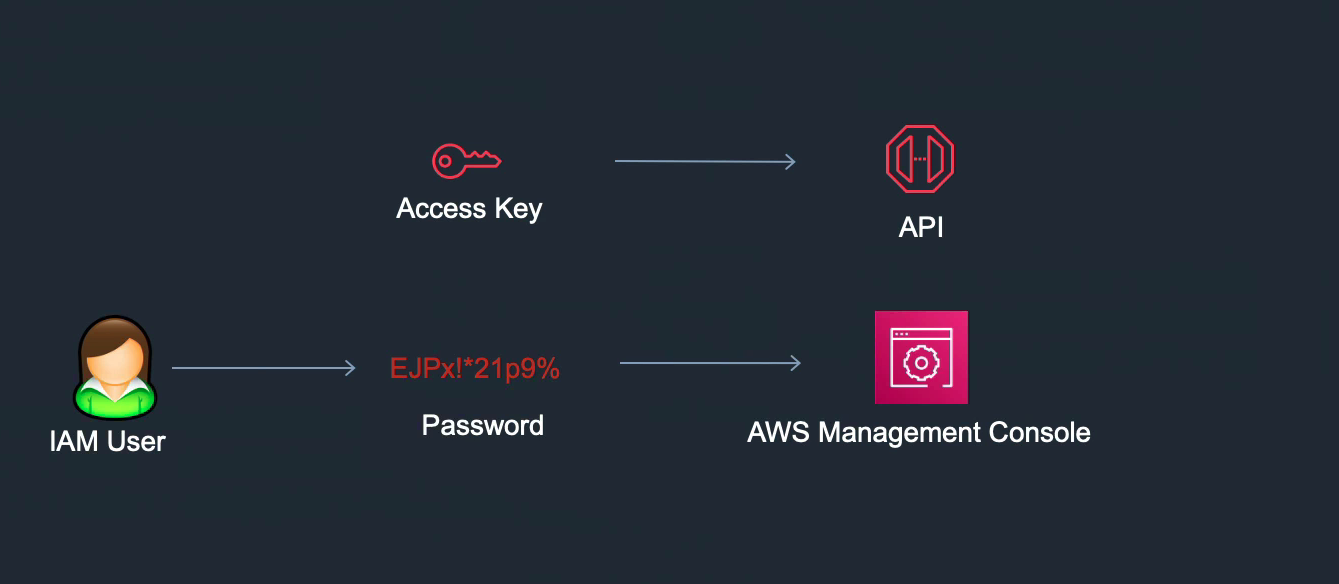 Access Key
API
EJPx!*21p9%
Password
IAM User
AWS Management Console